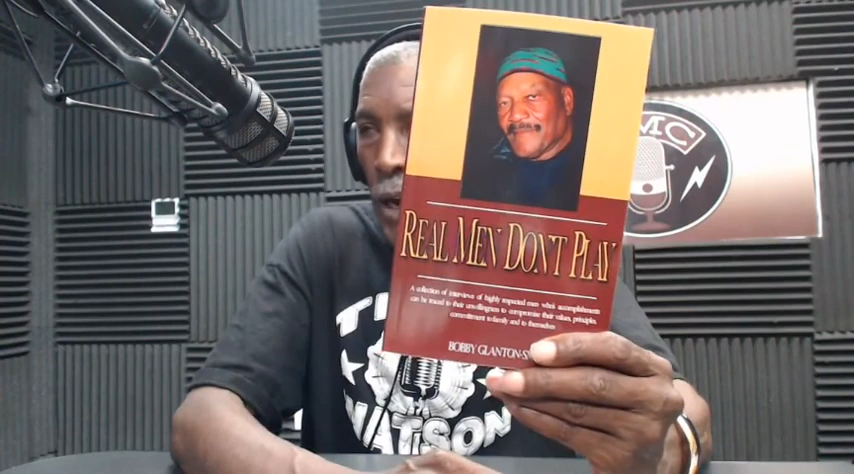 MC
REAL MEN DON'T PLAY
A collection of interviews of highly respected men who's accomplishments
can be traced to their unwillingness to compromise their values, principles
commitment to family and to themselves
BOBBY GLANTON-S
WATSON